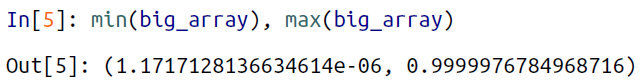 In[5]: min(big_array), max(big_array)
Out[5]: (1.1717128136634614e-06, 0.9999976784968716)